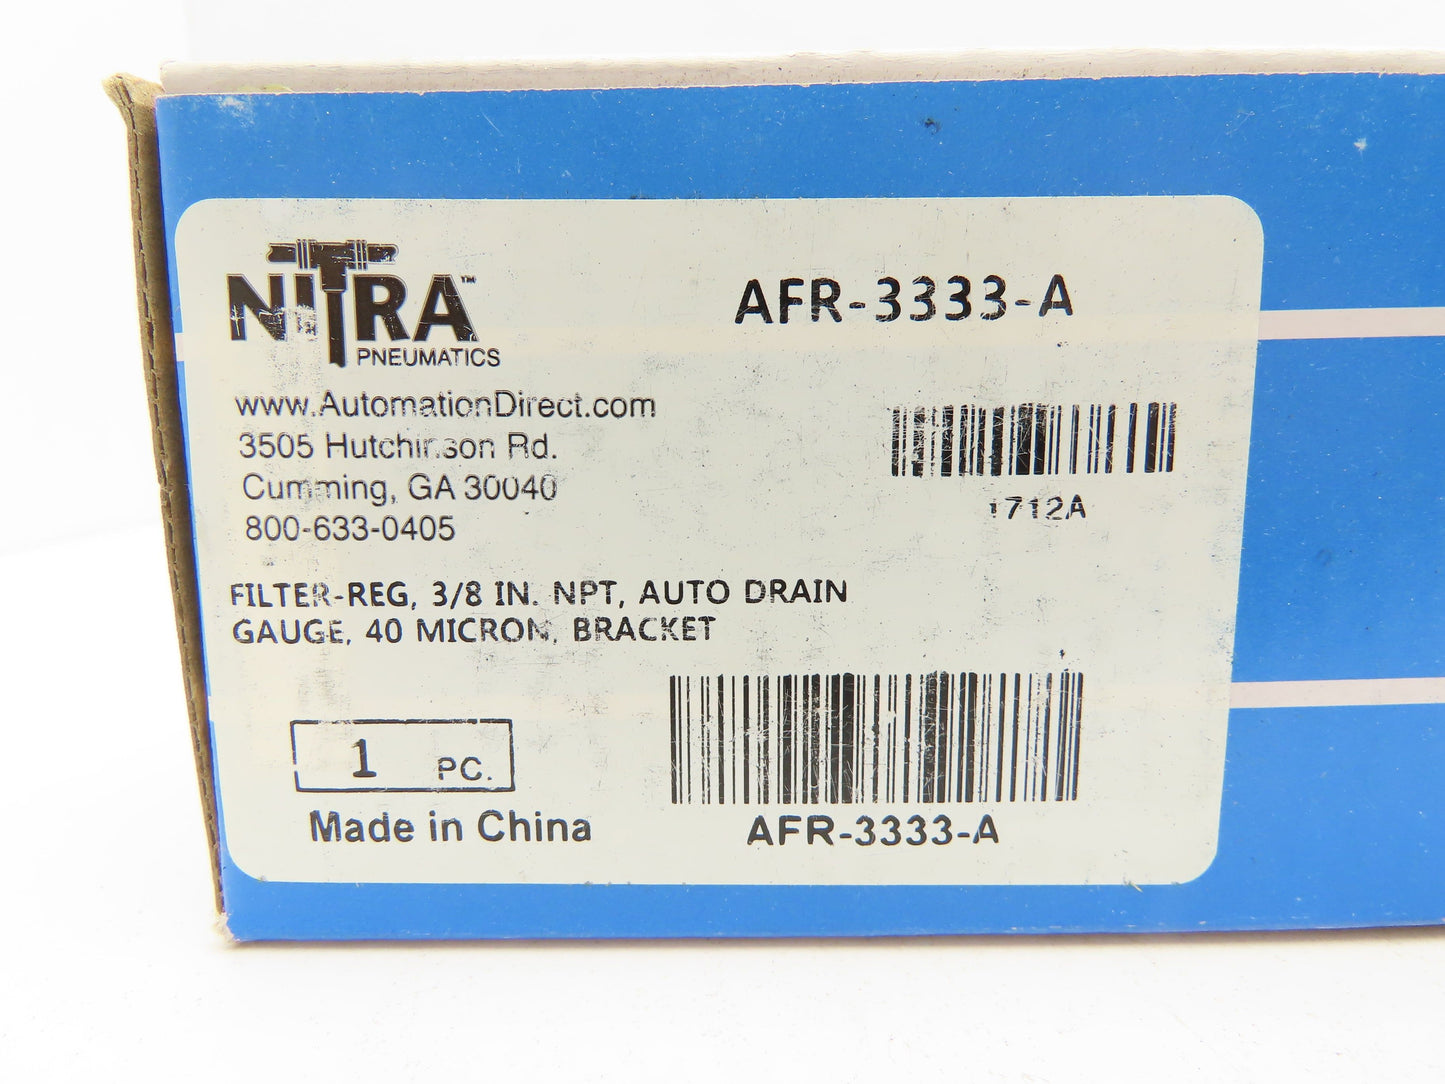 NITRA™
PNEUMATICS
AFR-3333-A
www.AutomationDirect.com
3505 Hutchinson Rd.
Cumming, GA 30040
800-633-0405
1712A
FILTER-REG, 3/8 IN. NPT, AUTO DRAIN
GAUGE, 40 MICRON, BRACKET
1 PC.
Made in China
AFR-3333-A